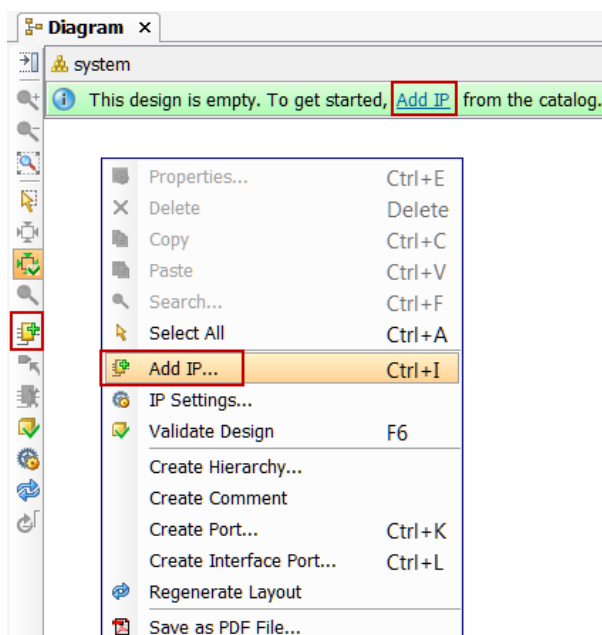 Diagram ×
system
This design is empty. To get started, Add IP from the catalog.
Properties... Ctrl+E
Delete Delete
Copy Ctrl+C
Paste Ctrl+V
Search... Ctrl+F
Select All Ctrl+A
Add IP... Ctrl+I
IP Settings...
Validate Design F6
Create Hierarchy...
Create Comment
Create Port... Ctrl+K
Create Interface Port... Ctrl+L
Regenerate Layout
Save as PDF File...